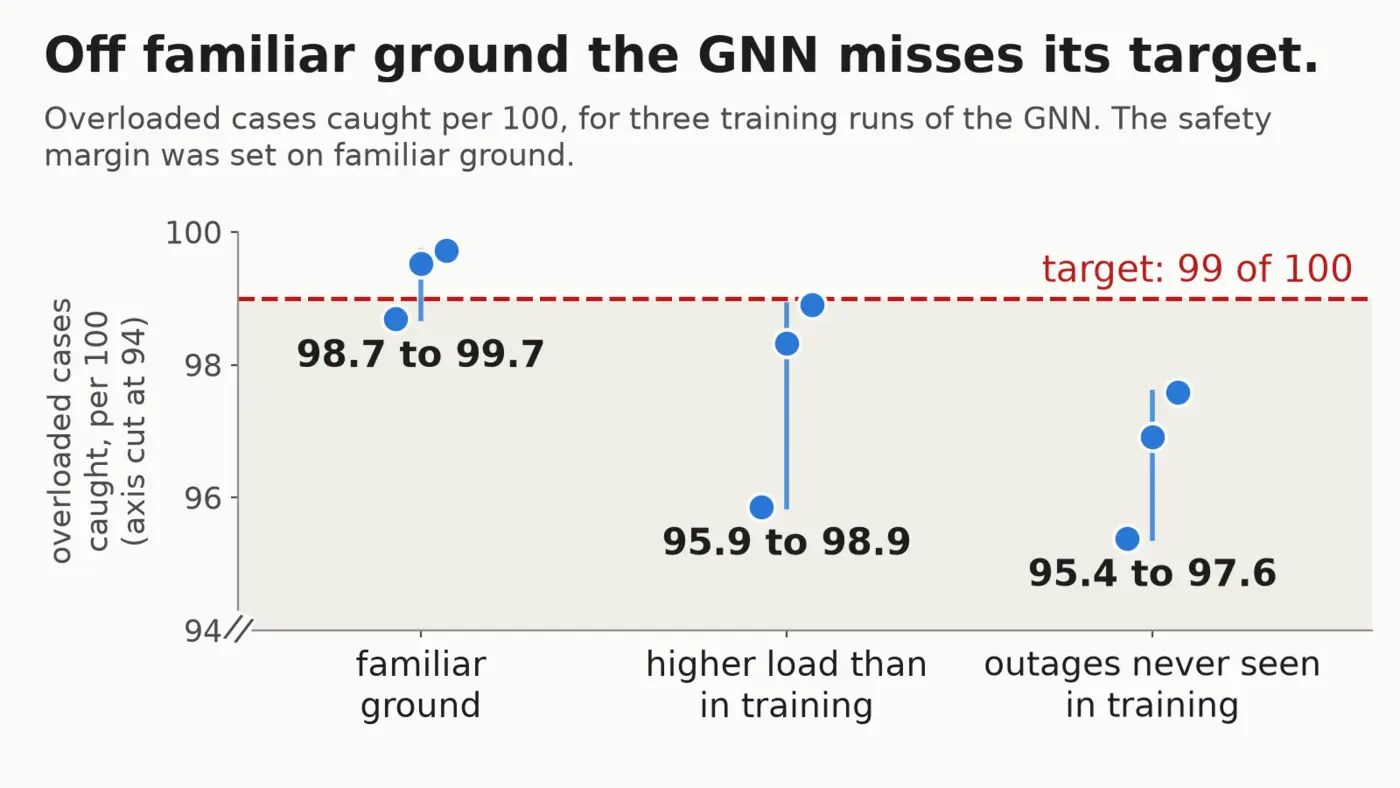 Off familiar ground the GNN misses its target.
Overloaded cases caught per 100, for three training runs of the GNN. The safety
margin was set on familiar ground.
overloaded cases
caught, per 100
(axis cut at 94)
100
98
96
94
target: 99 of 100
98.7 to 99.7
95.9 to 98.9
95.4 to 97.6
familiar
ground
higher load than
in training
outages never seen
in training